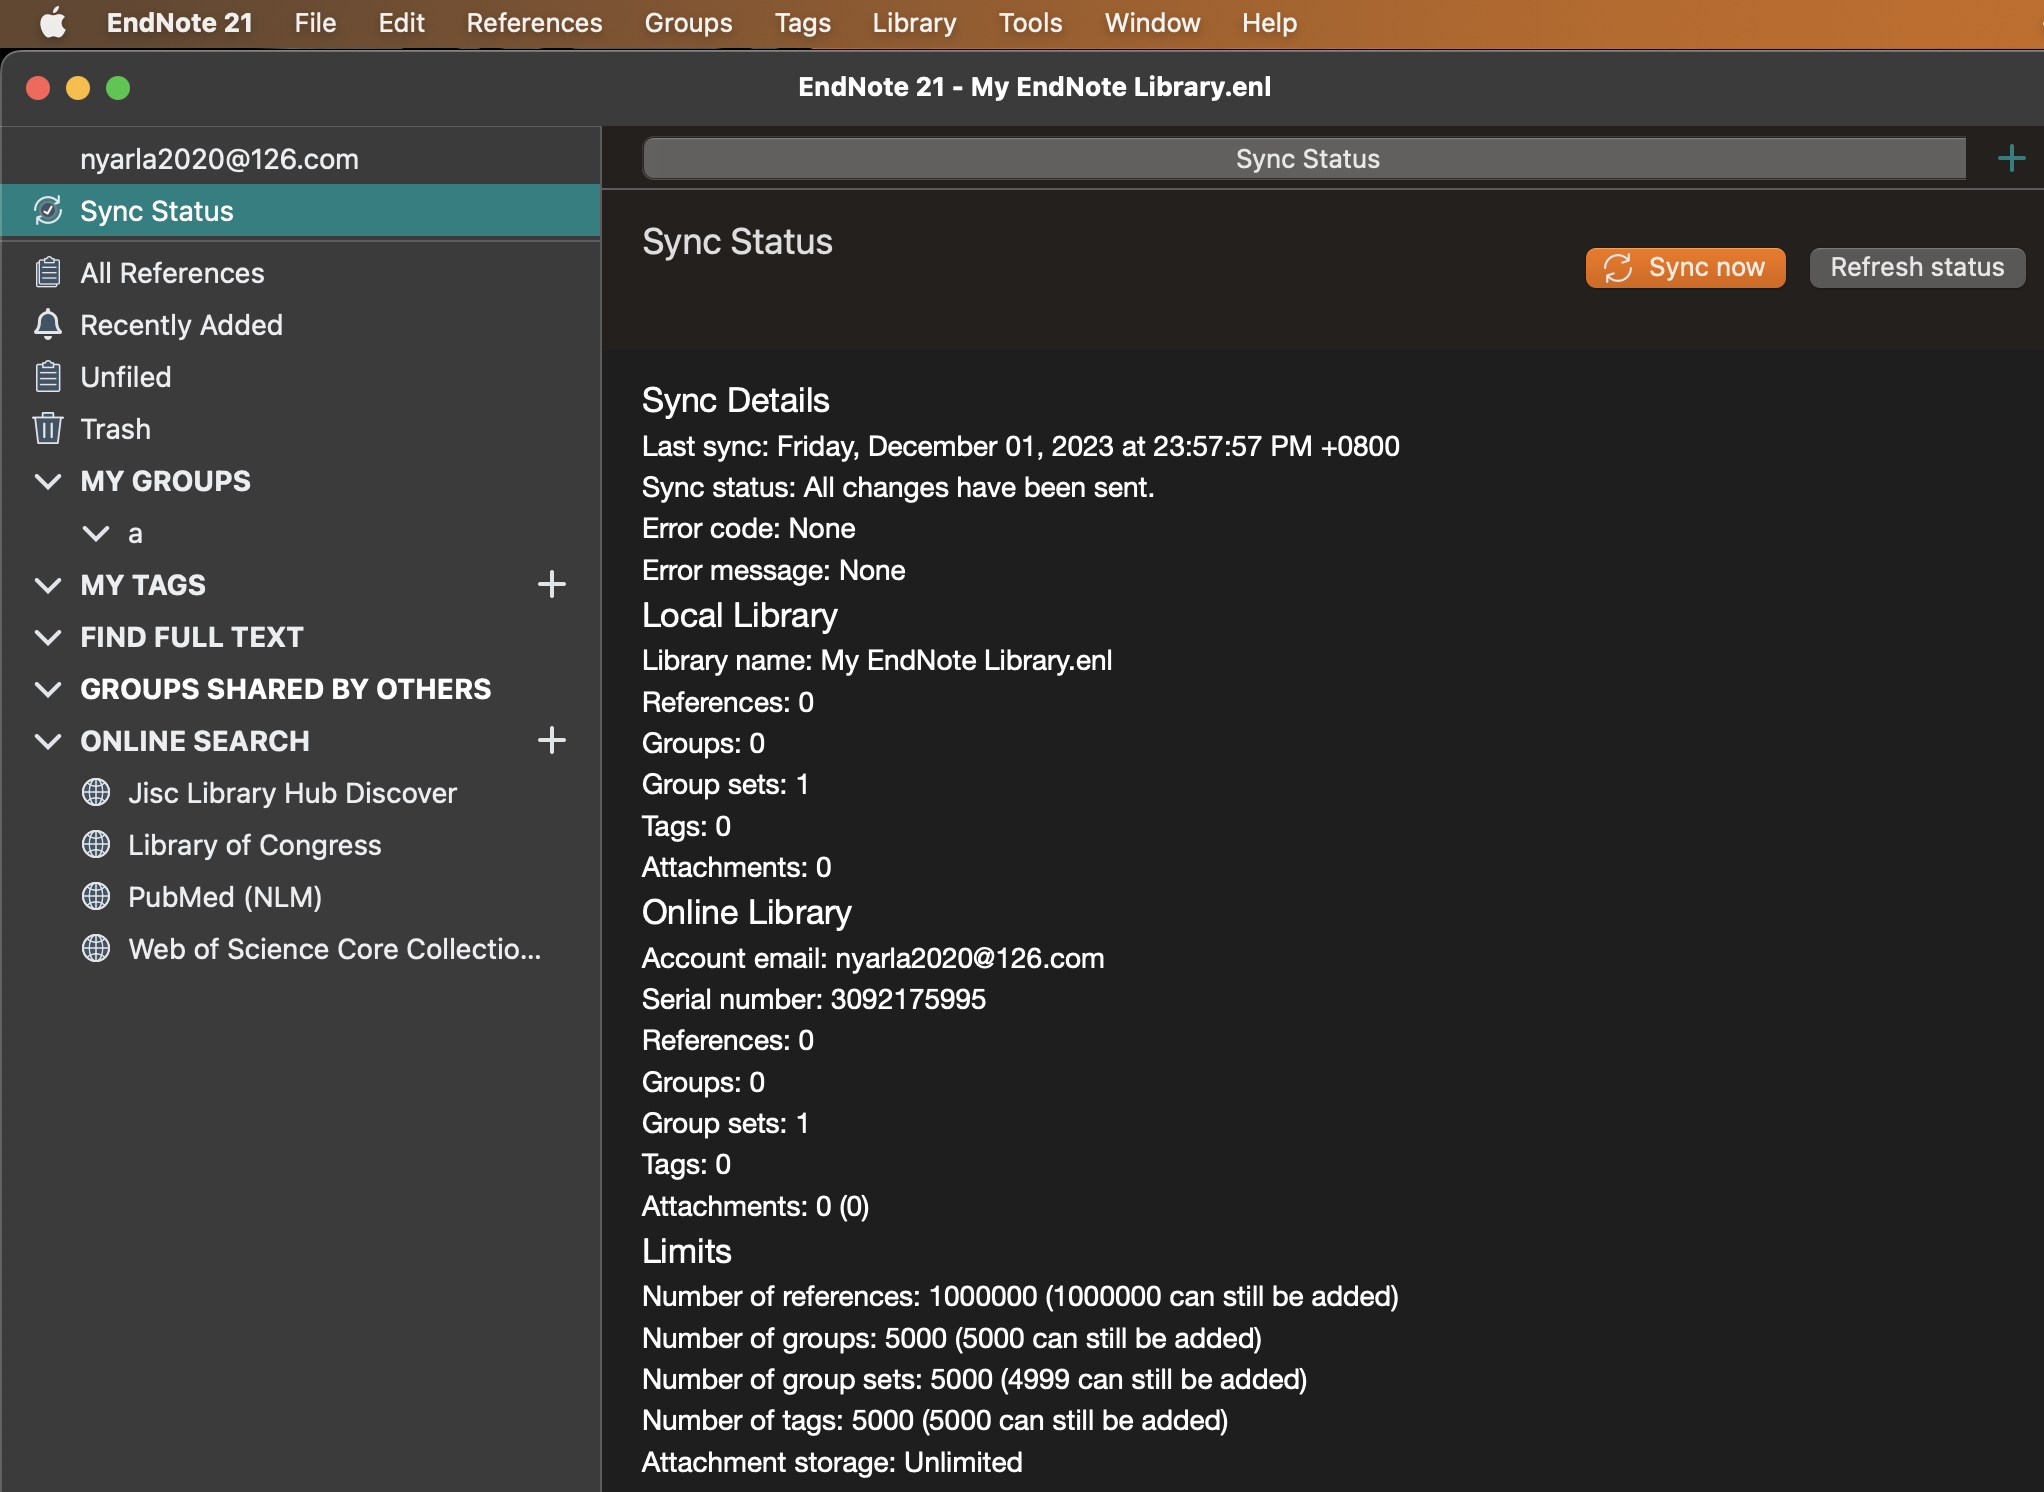 EndNote 21 File Edit References Groups Tags Library Tools Window Help
EndNote 21 - My EndNote Library.enl
nyarla2020@126.com
Sync Status
All References
Recently Added
Unfiled
Trash
MY GROUPS
a
MY TAGS
FIND FULL TEXT
GROUPS SHARED BY OTHERS
ONLINE SEARCH
Jisc Library Hub Discover
Library of Congress
PubMed (NLM)
Web of Science Core Collectio...
Sync Status
Sync Status
Sync now
Refresh status
Sync Details
Last sync: Friday, December 01, 2023 at 23:57:57 PM +0800
Sync status: All changes have been sent.
Error code: None
Error message: None
Local Library
Library name: My EndNote Library.enl
References: 0
Groups: 0
Group sets: 1
Tags: 0
Attachments: 0
Online Library
Account email: nyarla2020@126.com
Serial number: 3092175995
References: 0
Groups: 0
Group sets: 1
Tags: 0
Attachments: 0 (0)
Limits
Number of references: 1000000 (1000000 can still be added)
Number of groups: 5000 (5000 can still be added)
Number of group sets: 5000 (4999 can still be added)
Number of tags: 5000 (5000 can still be added)
Attachment storage: Unlimited